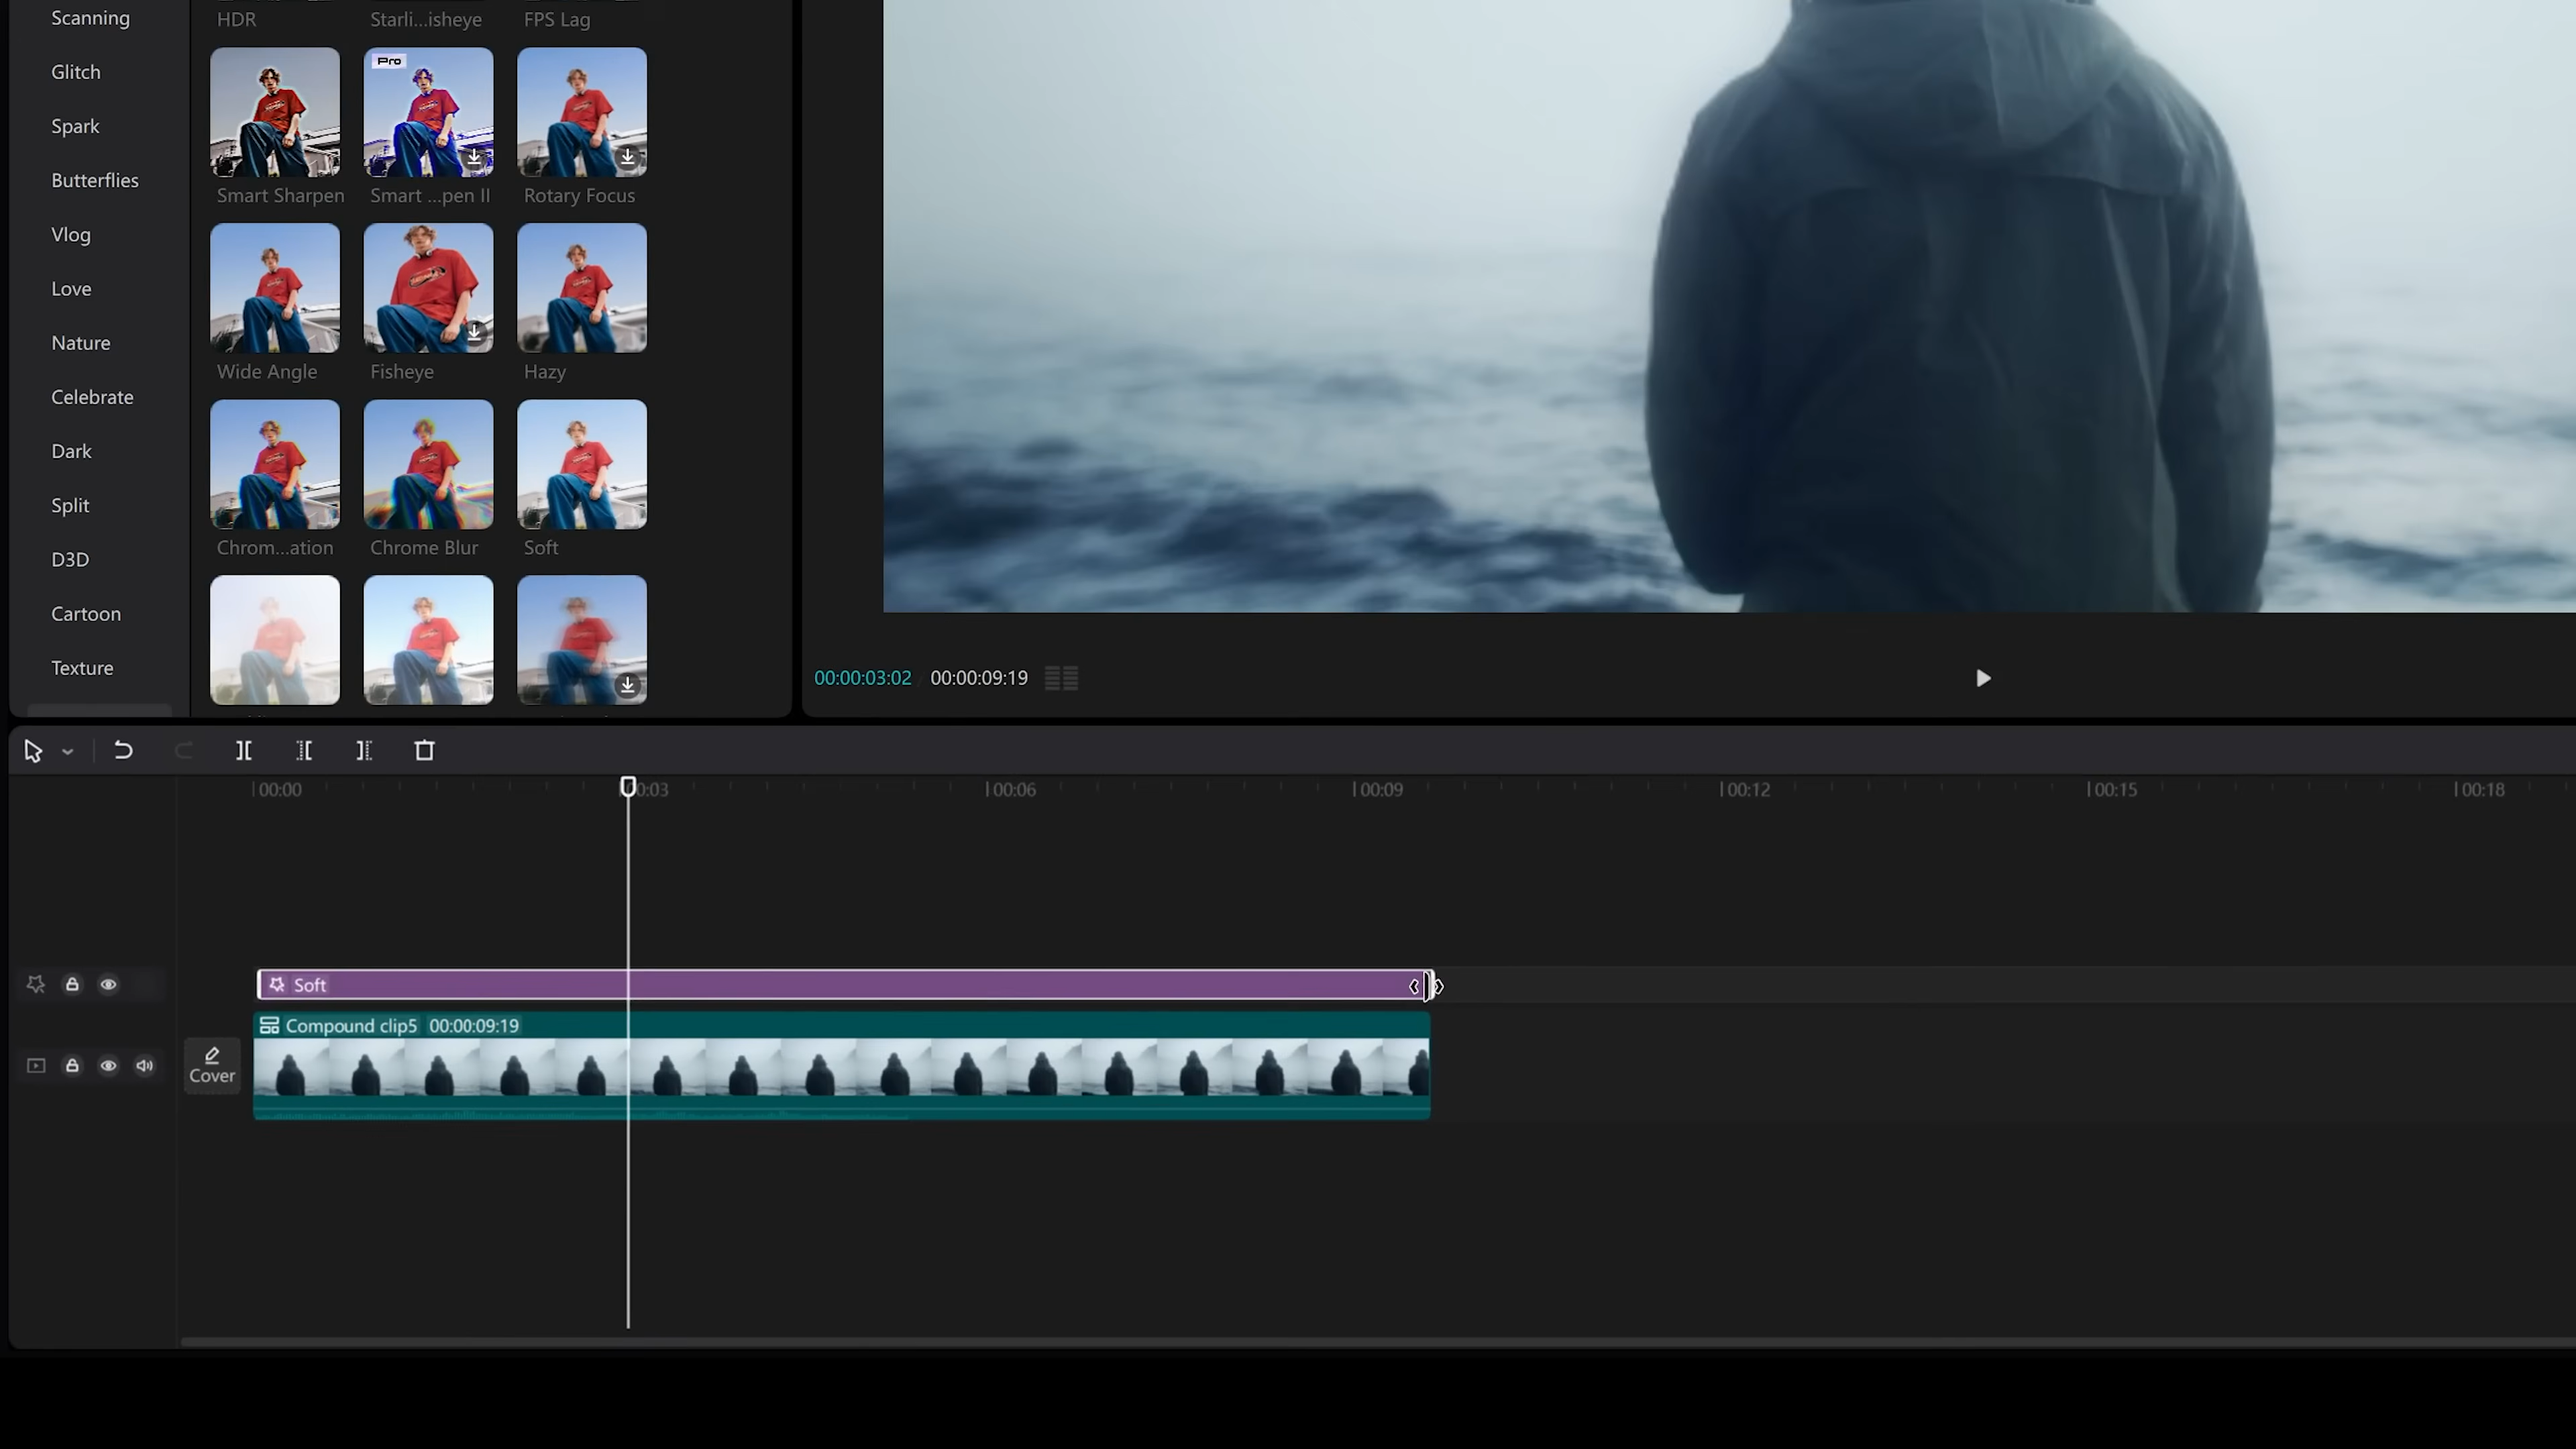 Scanning
Glitch
Spark
Butterflies
Vlog
Love
Nature
Celebrate
Dark
Split
D3D
Cartoon
Texture
HDR Starli...isheye FPS Lag
Pro
Smart Sharpen Smart ...pen II Rotary Focus
Wide Angle Fisheye Hazy
Chrom...ation Chrome Blur Soft
00:00:03:02 00:00:09:19
00:00 00:03 00:06 00:09 00:12 00:15 00:18
Soft
Compound clip5 00:00:09:19
Cover